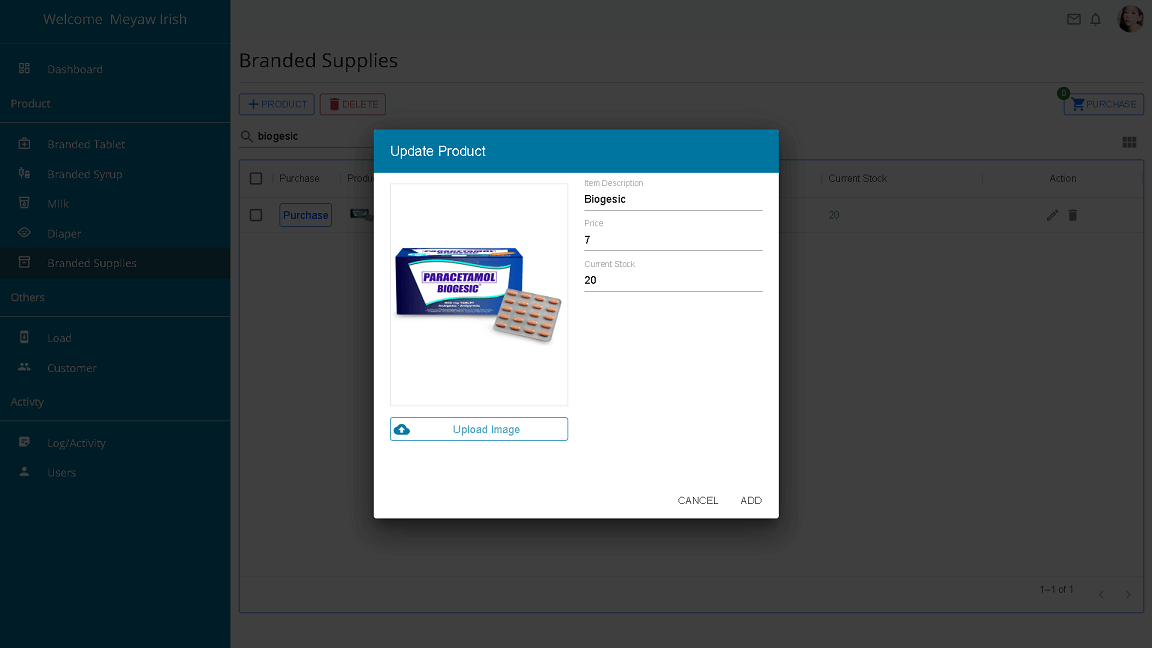 Welcome Meyaw Irish
Dashboard
Product
Branded Tablet
Branded Syrup
Milk
Diaper
Branded Supplies
Others
Load
Customer
Activty
Log/Activity
Users
Branded Supplies
PRODUCT
DELETE
0
PURCHASE
biogesic
Purchase
Current Stock
Action
Purchase
20
1–1 of 1
Update Product
PARACETAMOL
BIOGESIC
Upload Image
Item Description
Biogesic
Price
7
Current Stock
20
CANCEL
ADD